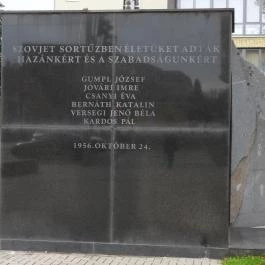 SZOVJET SORTŰZBEN ÉLETÜKET ADTÁK
HAZÁNKÉRT ÉS A SZABADSÁGUNKÉRT
GUMPL JÓZSEF
JÓVÁRI IMRE
CSANYI ÉVA
BERNÁTH KATALIN
VERSEGI JENŐ BÉLA
KARDOS PÁL
1956. OKTÓBER 24.